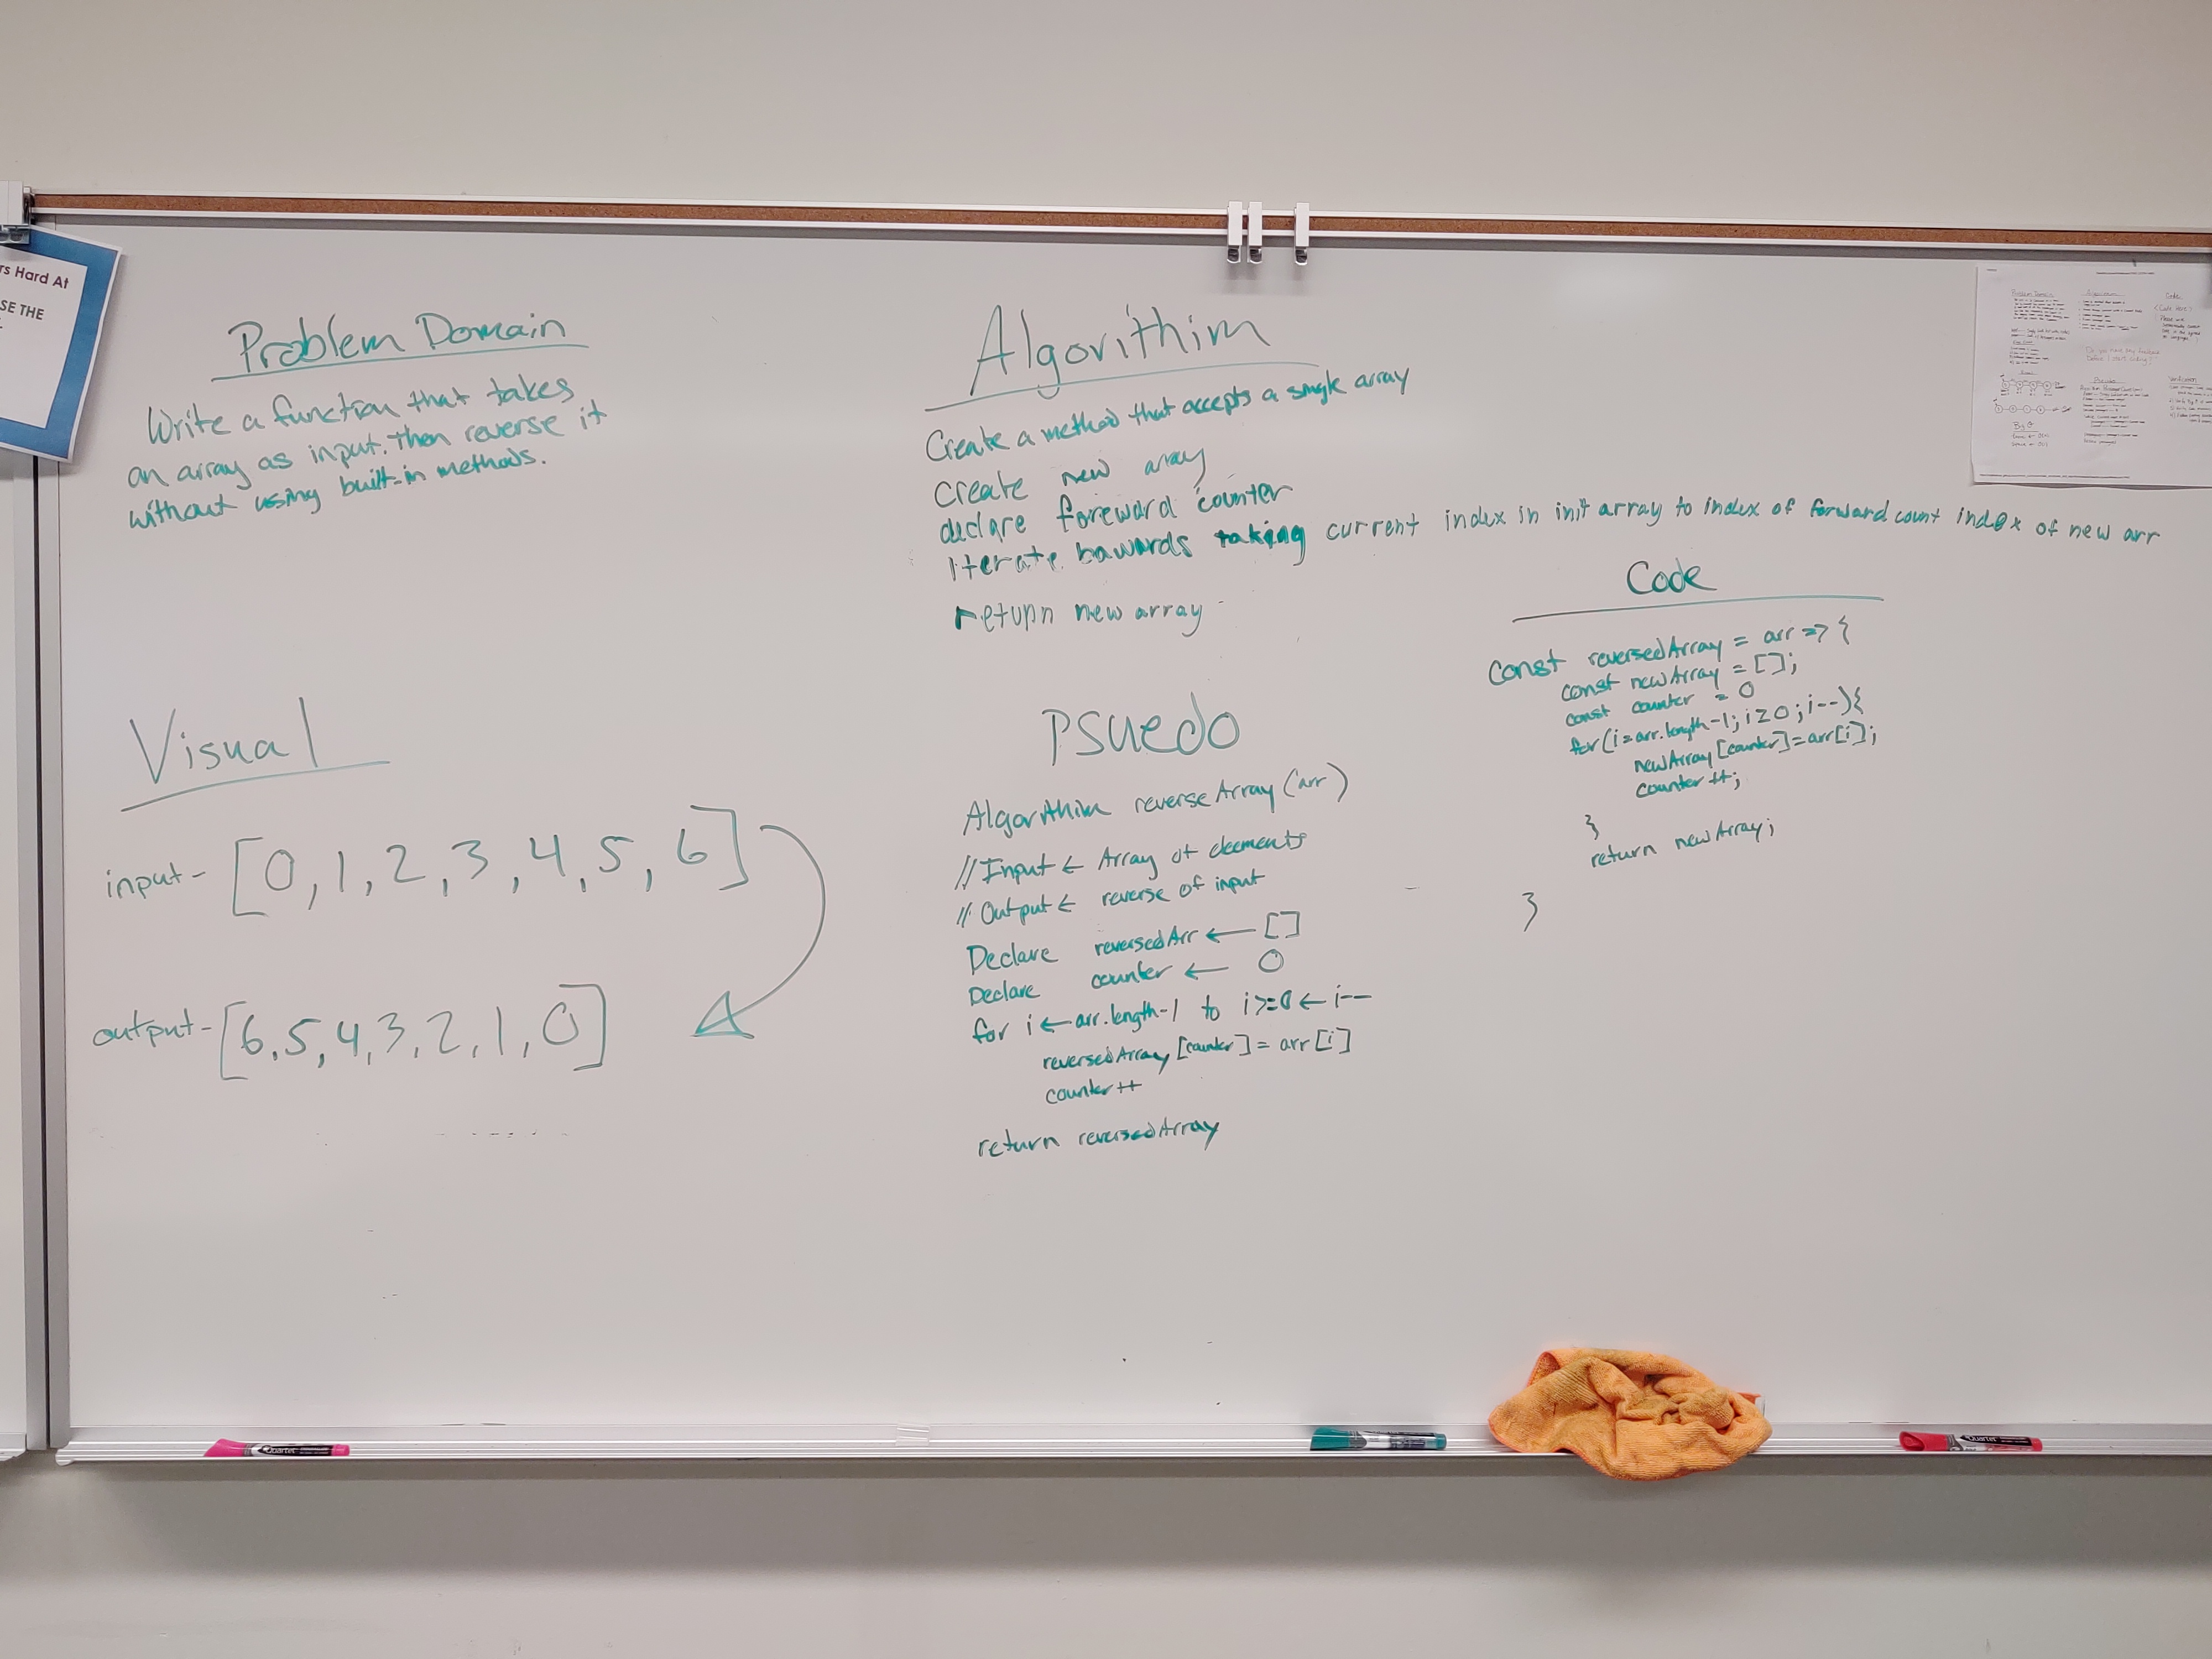 rs Hard At
SE THE
Problem Domain
Write a function that takes
an array as input. Then reverse it
without using built-in methods.
Visual
input- [0, 1, 2, 3, 4, 5, 6]
output- [6, 5, 4, 3, 2, 1, 0]
Algorithim
Create a method that accepts a single array
Create new array
declare foreward counter
Iterate bawards taking current index in init array to index of forward count index of new arr
return new array
Psuedo
Algorithim reverseArray (arr)
// Input ← Array of elements
// Output ← reverse of input
Declare reversedArr ← []
Declare counter ← 0
for i ← arr.length-1 to i>=0 ← i--
reversedArray [counter] = arr [i]
counter++
return reversedArray
Code
const reversedArray = arr => {
const newArray = [];
const counter = 0
for(i=arr.length-1; i≥0; i--){
newArray[counter]=arr[i];
counter++;
}
return newArray;
}
Problem Domain
Algorithm
Code
Quartet
Quartet